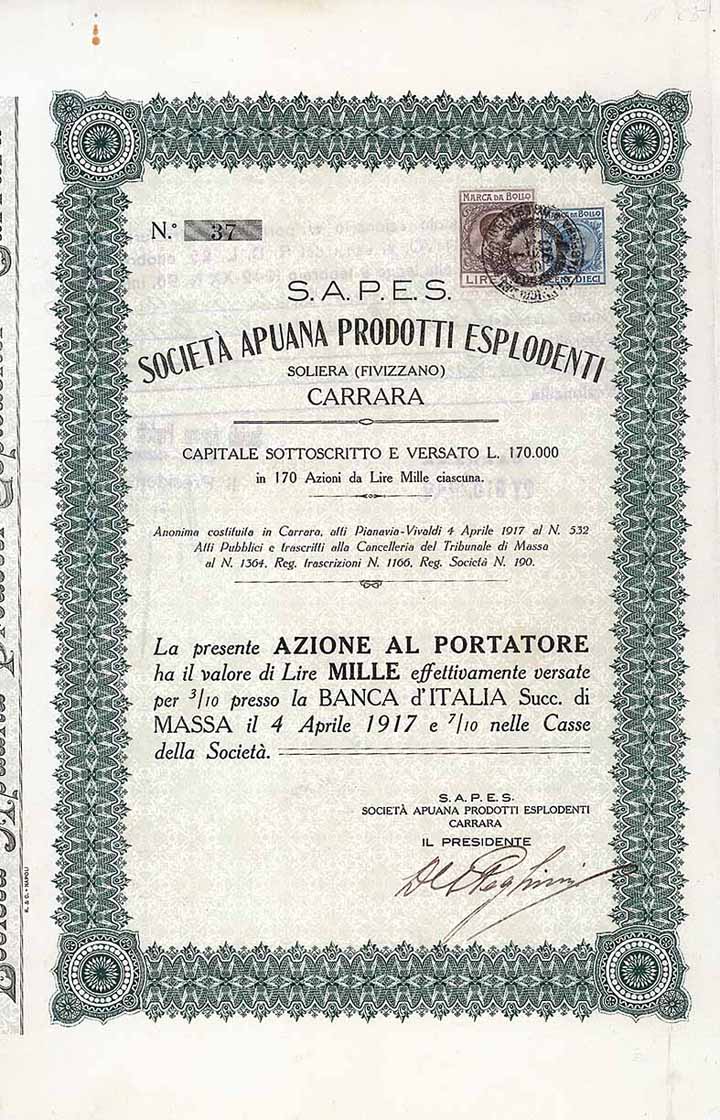 N.º 37
MARCA DA BOLLO
LIRE
DA BOLLO
DIECI
S.A.P.E.S.
SOCIETÀ APUANA PRODOTTI ESPLODENTI
SOLIERA (FIVIZZANO)
CARRARA
CAPITALE SOTTOSCRITTO E VERSATO L. 170.000
in 170 Azioni da Lire Mille ciascuna.
Anonima costituita in Carrara, atti Pianavia-Vivaldi 4 Aprile 1917 al N. 532
Atti Pubblici e trascritti alla Cancelleria del Tribunale di Massa
al N. 1364, Reg. trascrizioni N. 1166, Reg. Società N. 190.
La presente AZIONE AL PORTATORE
ha il valore di Lire MILLE effettivamente versate
per 3/10 presso la BANCA d'ITALIA Succ. di
MASSA il 4 Aprile 1917 e 7/10 nelle Casse
della Società.
S.A.P.E.S.
SOCIETÀ APUANA PRODOTTI ESPLODENTI
CARRARA
IL PRESIDENTE
R. & C. - NAPOLI